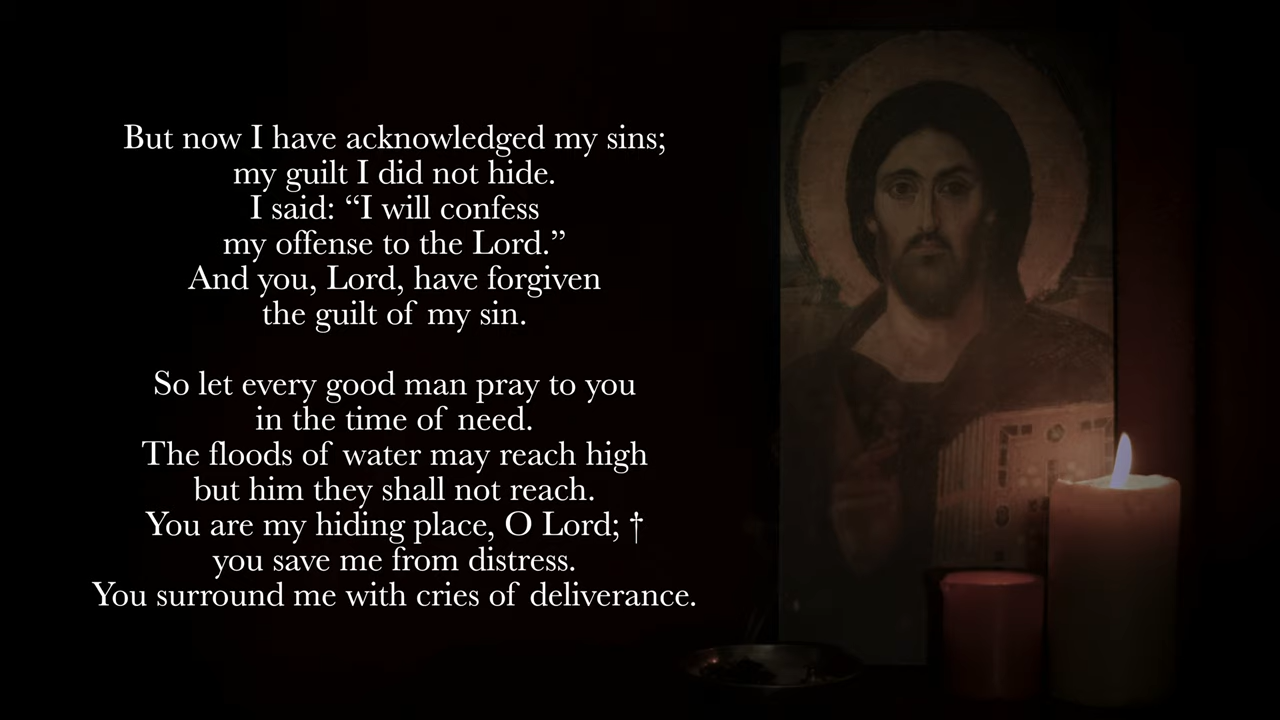 But now I have acknowledged my sins;
my guilt I did not hide.
I said: “I will confess
my offense to the Lord.”
And you, Lord, have forgiven
the guilt of my sin.
So let every good man pray to you
in the time of need.
The floods of water may reach high
but him they shall not reach.
You are my hiding place, O Lord; †
you save me from distress.
You surround me with cries of deliverance.